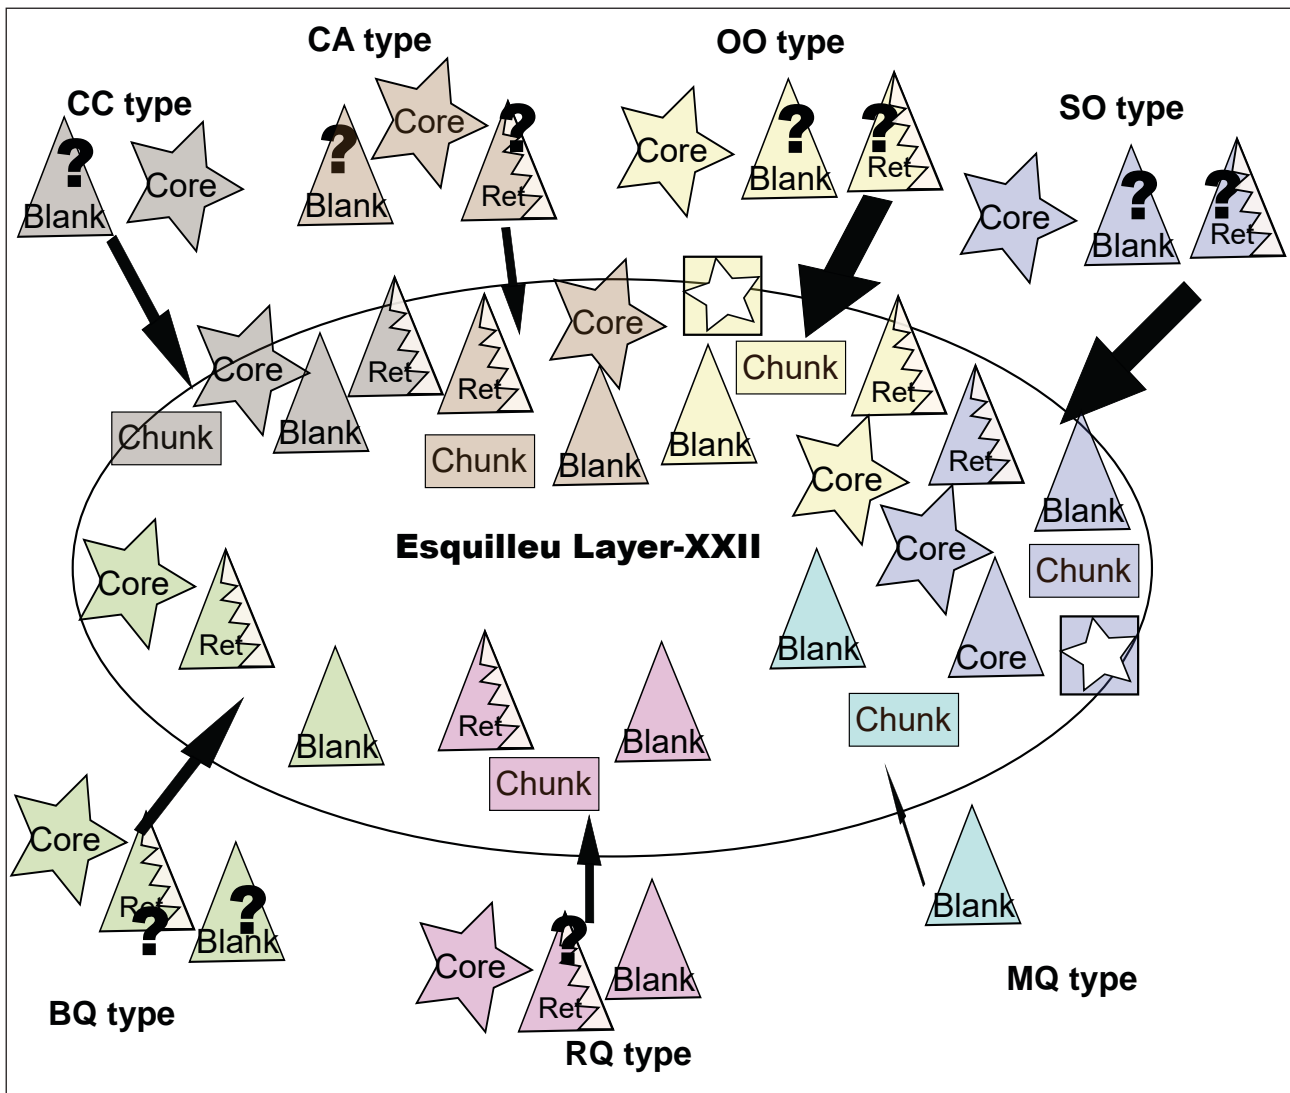 CA type
OO type
CC type
SO type
?
Blank
Core
?
Blank
Core
?
Ret
Core
?
Blank
?
Ret
Core
?
Blank
?
Ret
Core
Blank
Ret
Chunk
Ret
Core
Chunk
Blank
Blank
Chunk
Ret
Core
Ret
Blank
Core
Chunk
Core
Esquilleu Layer-XXII
Core
Ret
Blank
Ret
Blank
Chunk
Blank
Chunk
Core
Ret
?
?
Blank
Core
?
Ret
Blank
Blank
BQ type
RQ type
MQ type